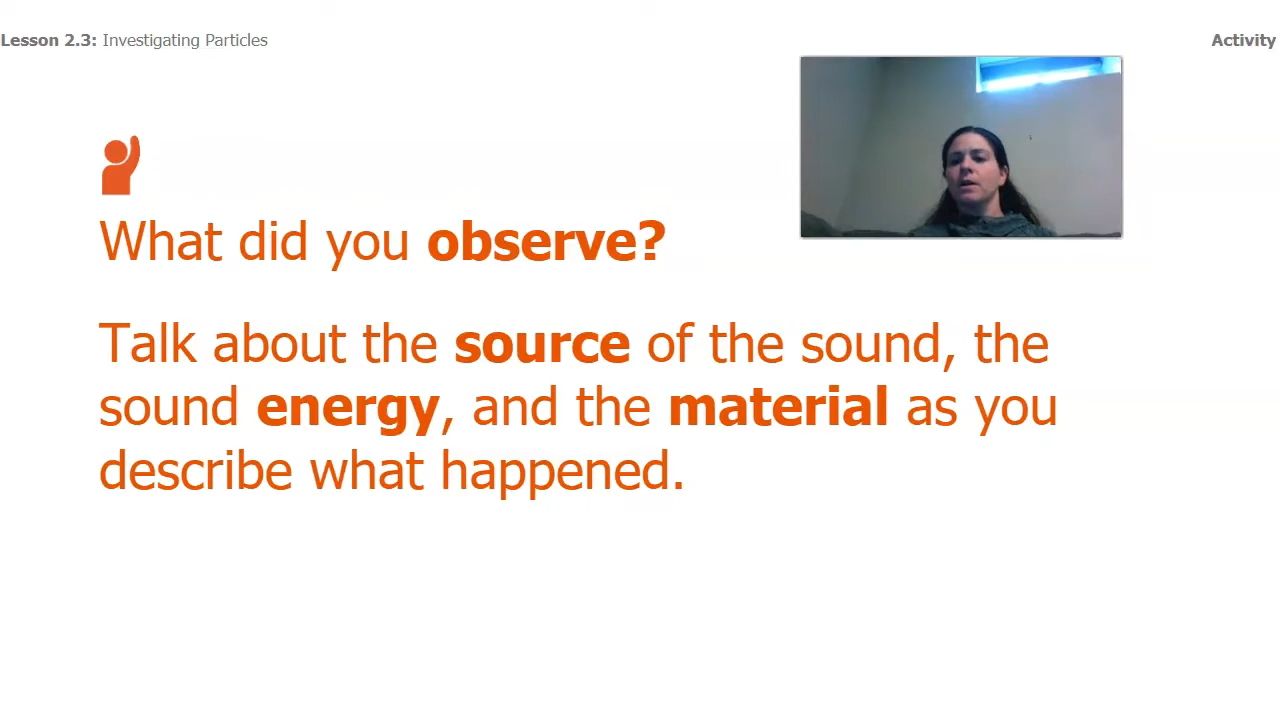 Lesson 2.3: Investigating Particles
Activity
What did you observe?
Talk about the source of the sound, the
sound energy, and the material as you
describe what happened.